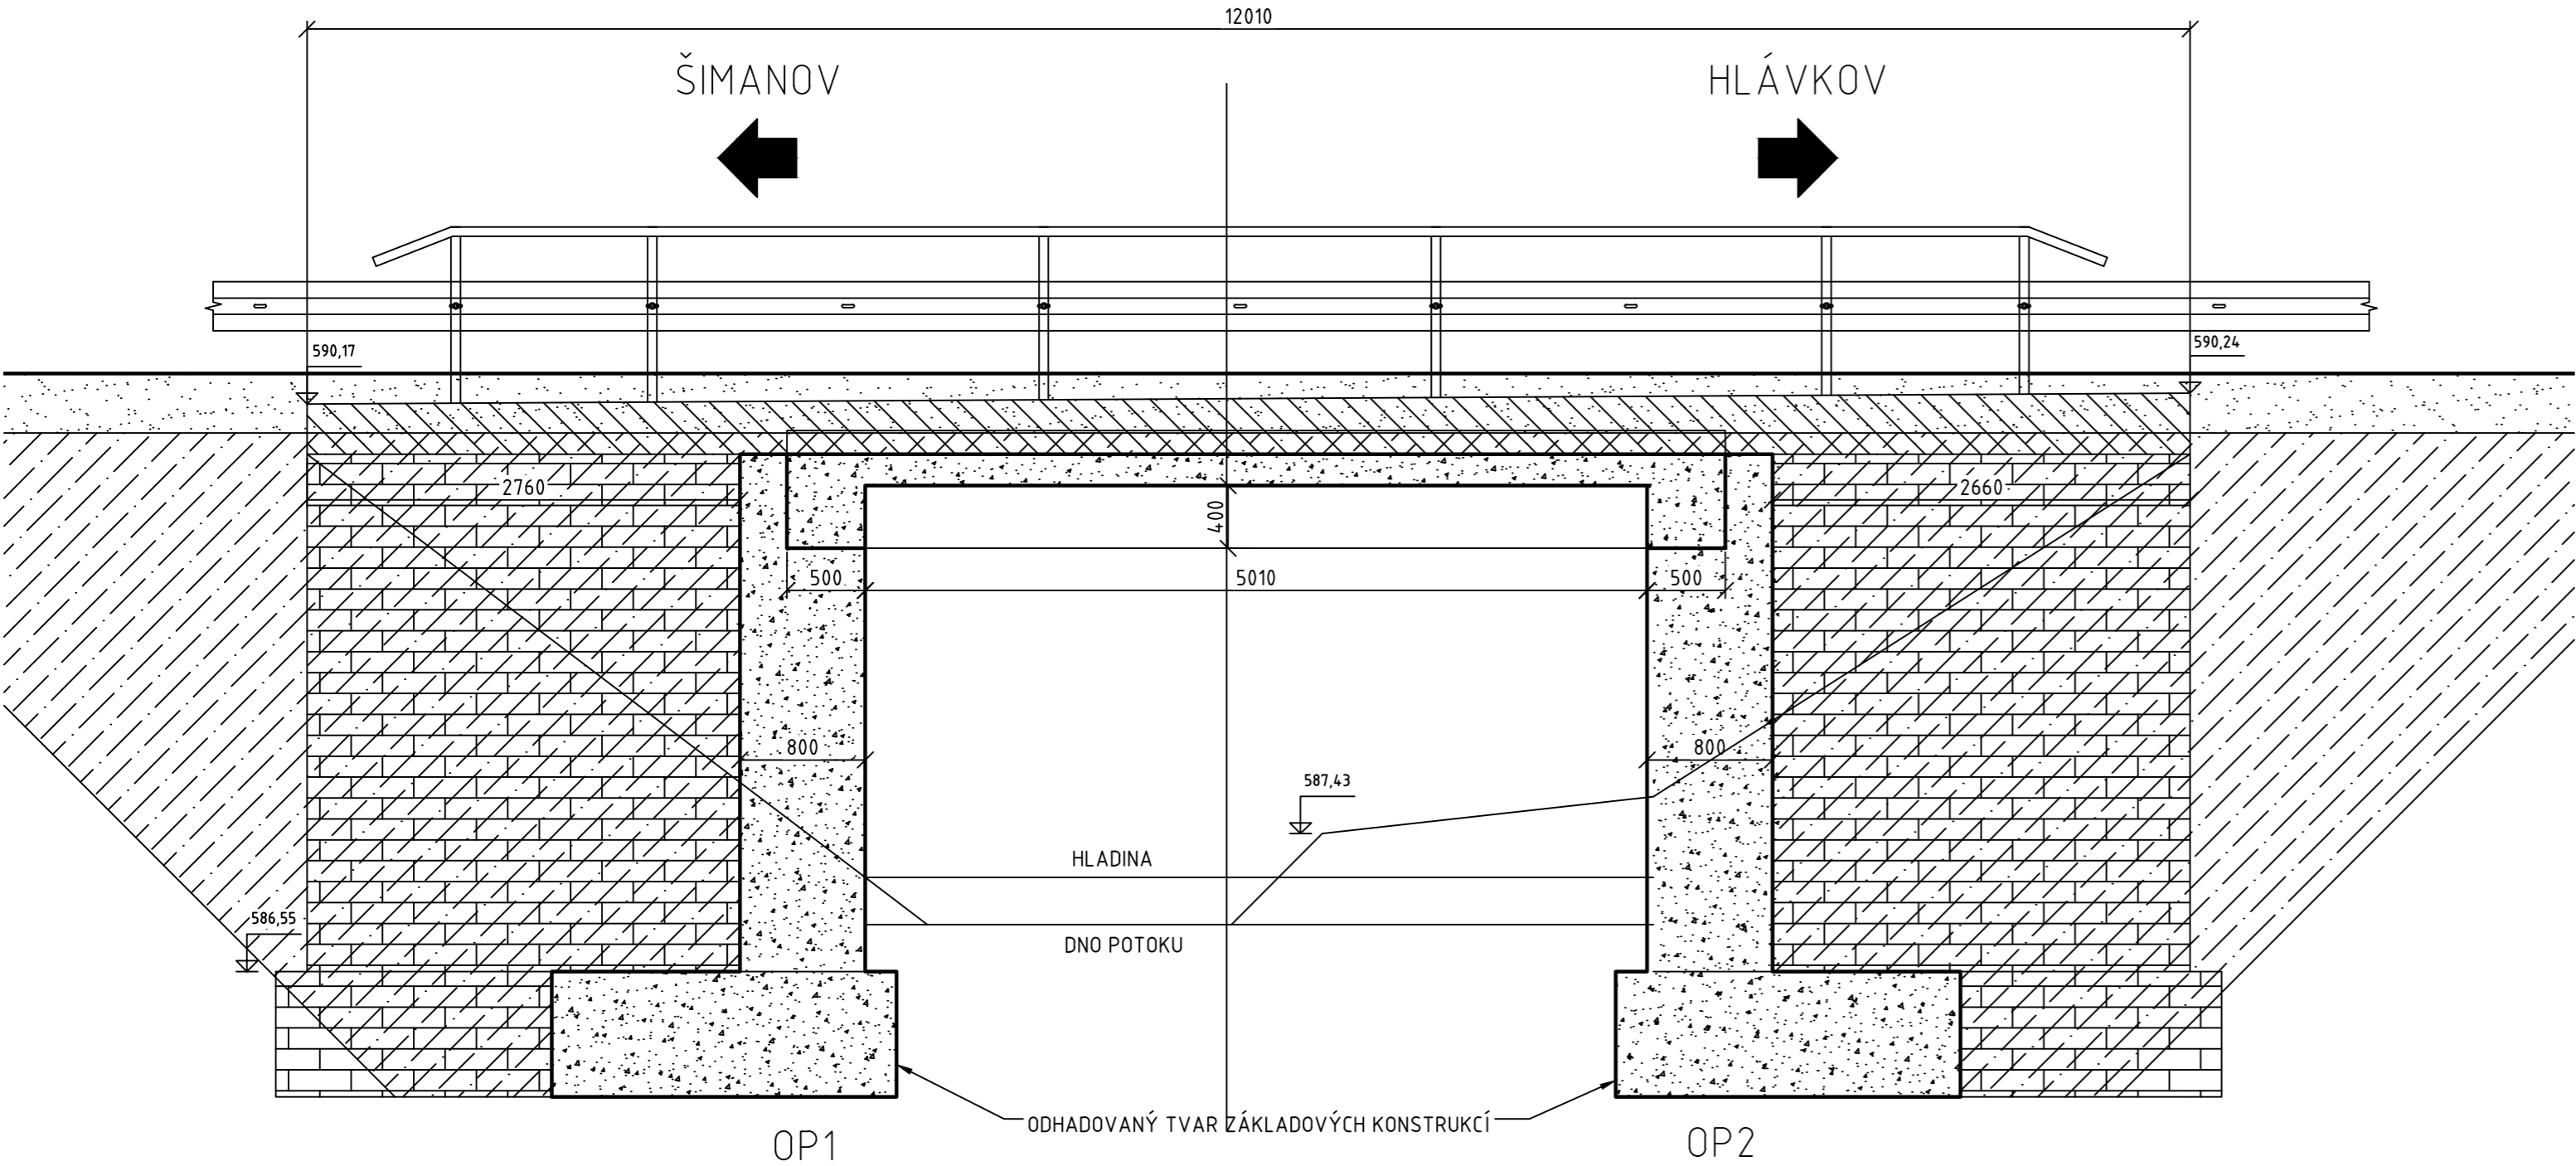 12010
ŠIMANOV
HLÁVKOV
590,17
590,24
2760
2660
400
500
5010
500
800
800
587,43
HLADINA
586,55
DNO POTOKU
ODHADOVANÝ TVAR ZÁKLADOVÝCH KONSTRUKCÍ
OP1
OP2